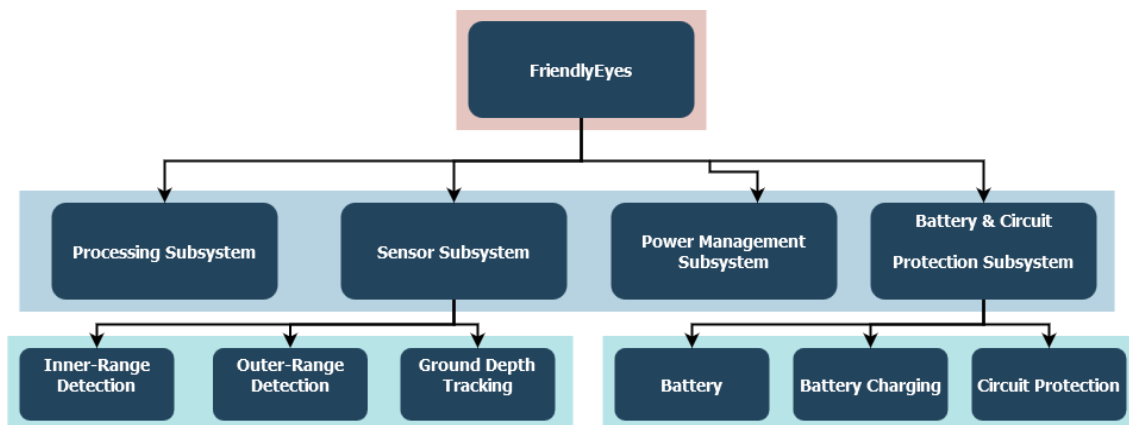 FriendlyEyes
Processing Subsystem
Sensor Subsystem
Power Management
Subsystem
Battery & Circuit
Protection Subsystem
Inner-Range
Detection
Outer-Range
Detection
Ground Depth
Tracking
Battery
Battery Charging
Circuit Protection